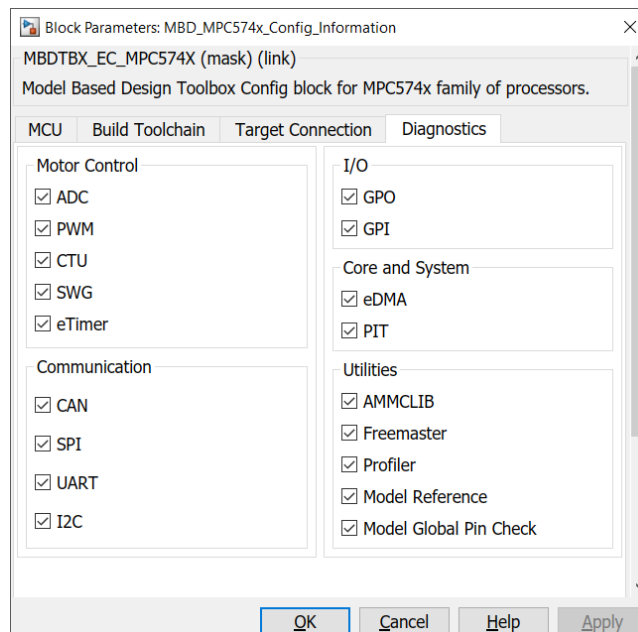 Block Parameters: MBD_MPC574x_Config_Information
MBDTBX_EC_MPC574X (mask) (link)
Model Based Design Toolbox Config block for MPC574x family of processors.
MCU Build Toolchain Target Connection Diagnostics
Motor Control
ADC
PWM
CTU
SWG
eTimer
Communication
CAN
SPI
UART
I2C
I/O
GPO
GPI
Core and System
eDMA
PIT
Utilities
AMMCLIB
Freemaster
Profiler
Model Reference
Model Global Pin Check
OK Cancel Help Apply